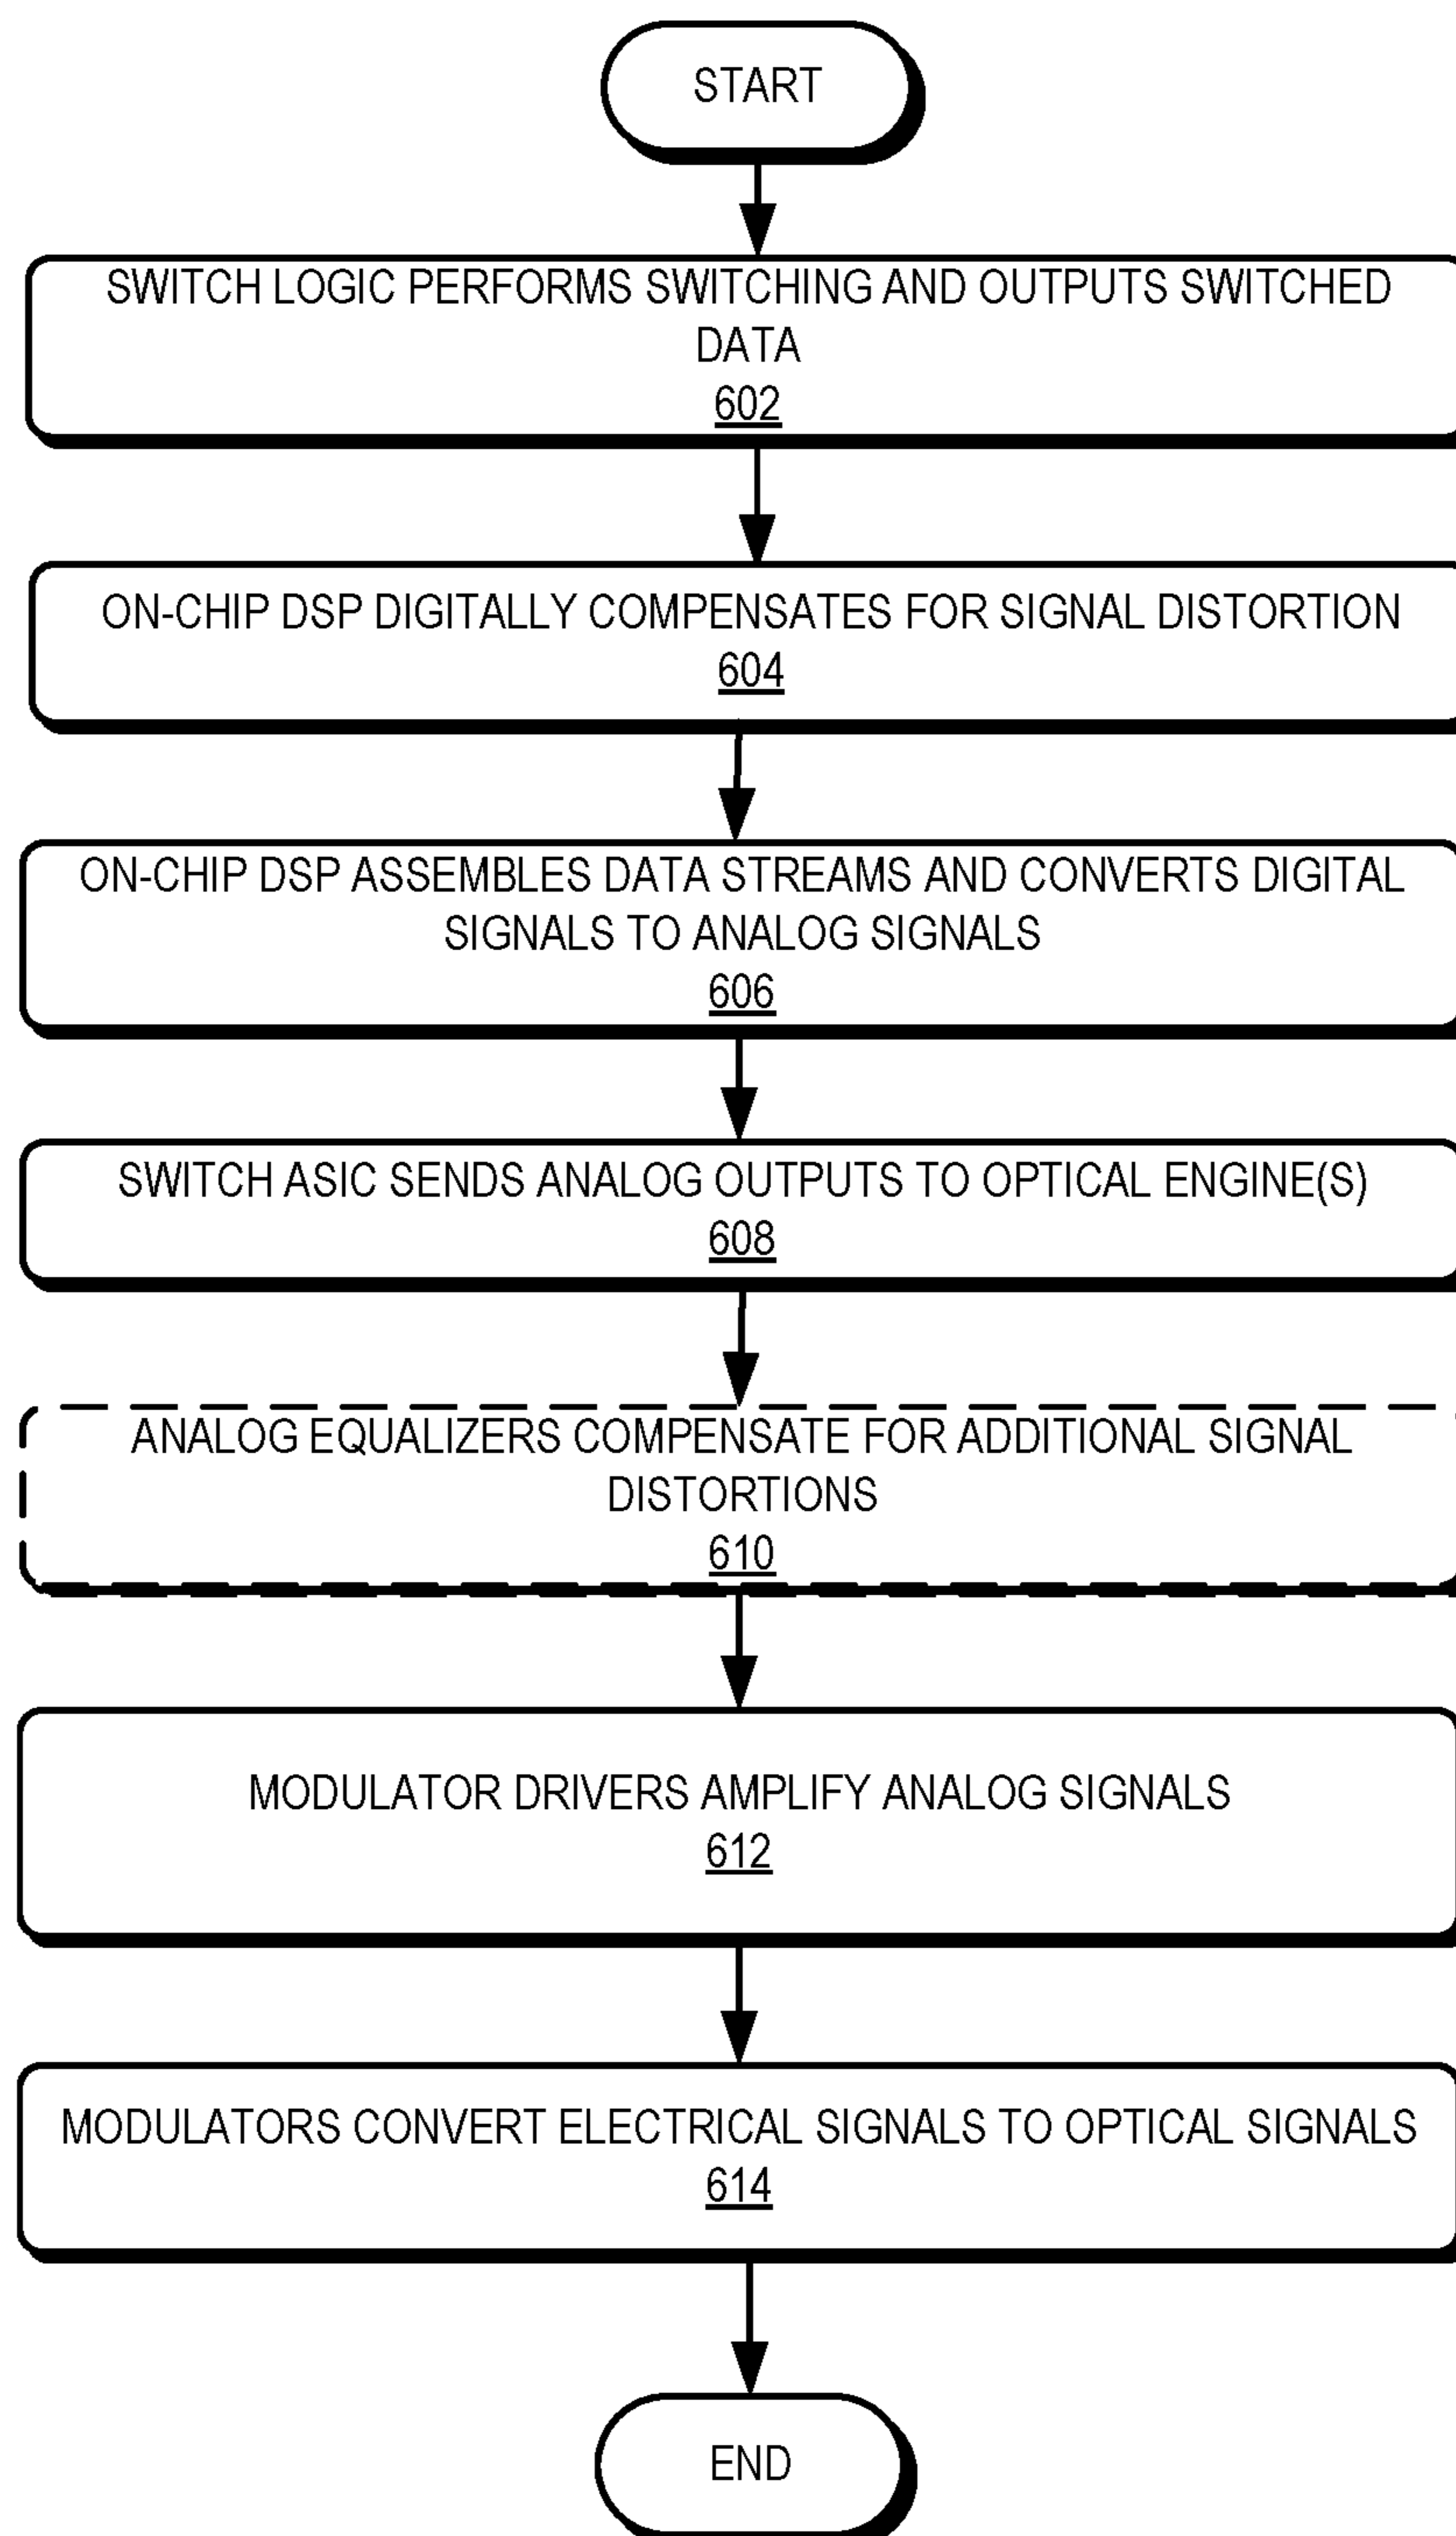 START
SWITCH LOGIC PERFORMS SWITCHING AND OUTPUTS SWITCHED
DATA
602
ON-CHIP DSP DIGITALLY COMPENSATES FOR SIGNAL DISTORTION
604
ON-CHIP DSP ASSEMBLES DATA STREAMS AND CONVERTS DIGITAL
SIGNALS TO ANALOG SIGNALS
606
SWITCH ASIC SENDS ANALOG OUTPUTS TO OPTICAL ENGINE(S)
608
ANALOG EQUALIZERS COMPENSATE FOR ADDITIONAL SIGNAL
DISTORTIONS
610
MODULATOR DRIVERS AMPLIFY ANALOG SIGNALS
612
MODULATORS CONVERT ELECTRICAL SIGNALS TO OPTICAL SIGNALS
614
END